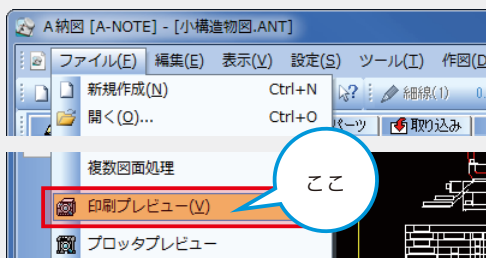 A納図 [A-NOTE] - [小構造物図.ANT]
ファイル(F) 編集(E) 表示(V) 設定(S) ツール(T) 作図(D
新規作成(N) Ctrl+N
細線(1) 0.
開く(O)... Ctrl+O
パーツ 取り込み
複数図面処理
ここ
印刷プレビュー(V)
プロッタプレビュー